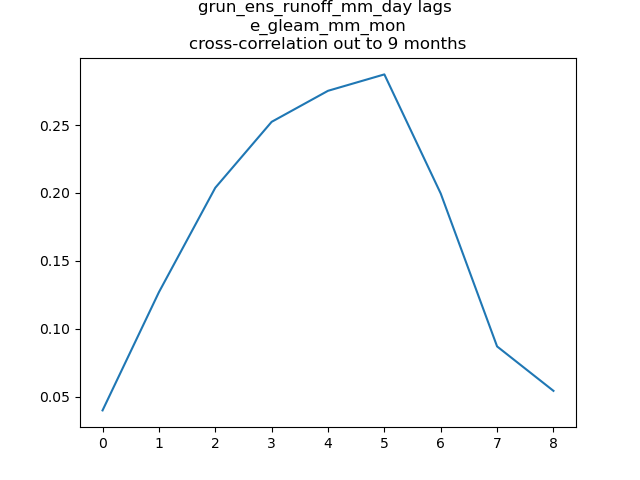 grun_ens_runoff_mm_day lags
e_gleam_mm_mon
cross-correlation out to 9 months
0.25
0.20
0.15
0.10
0.05
0 1 2 3 4 5 6 7 8